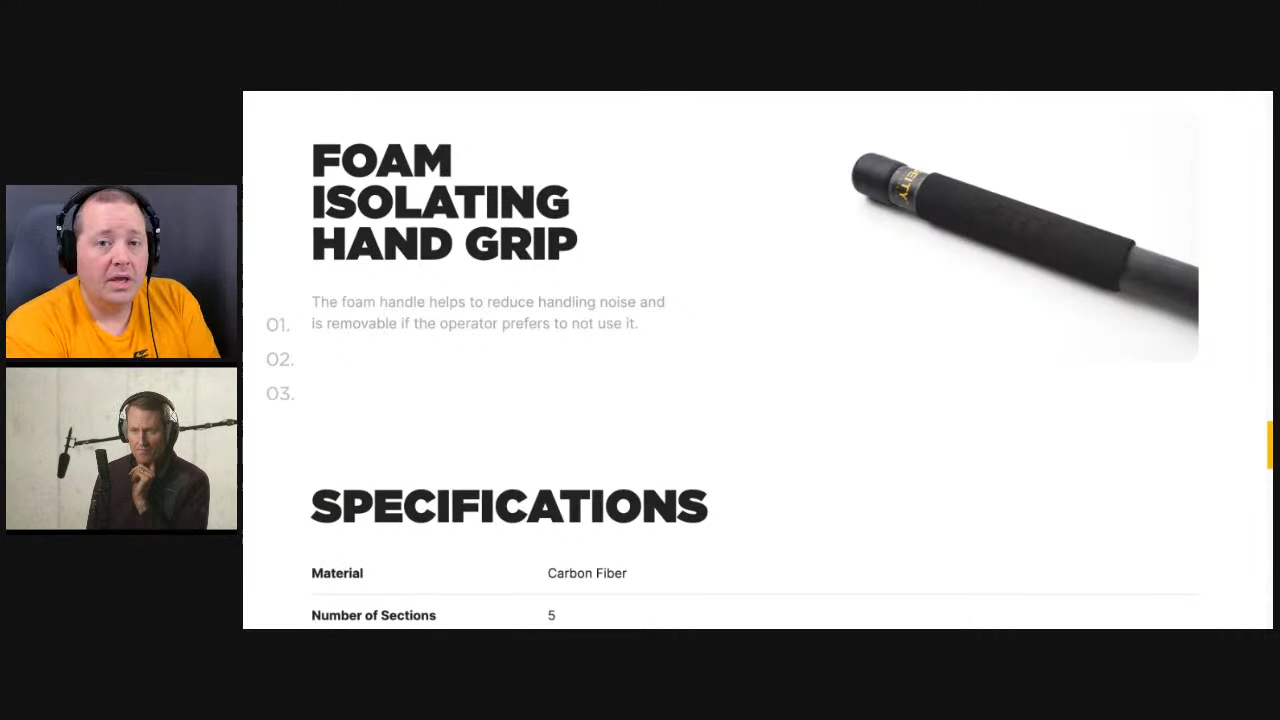 FOAM
ISOLATING
HAND GRIP
The foam handle helps to reduce handling noise and
is removable if the operator prefers to not use it.
01.
02.
03.
SPECIFICATIONS
Material Carbon Fiber
Number of Sections 5